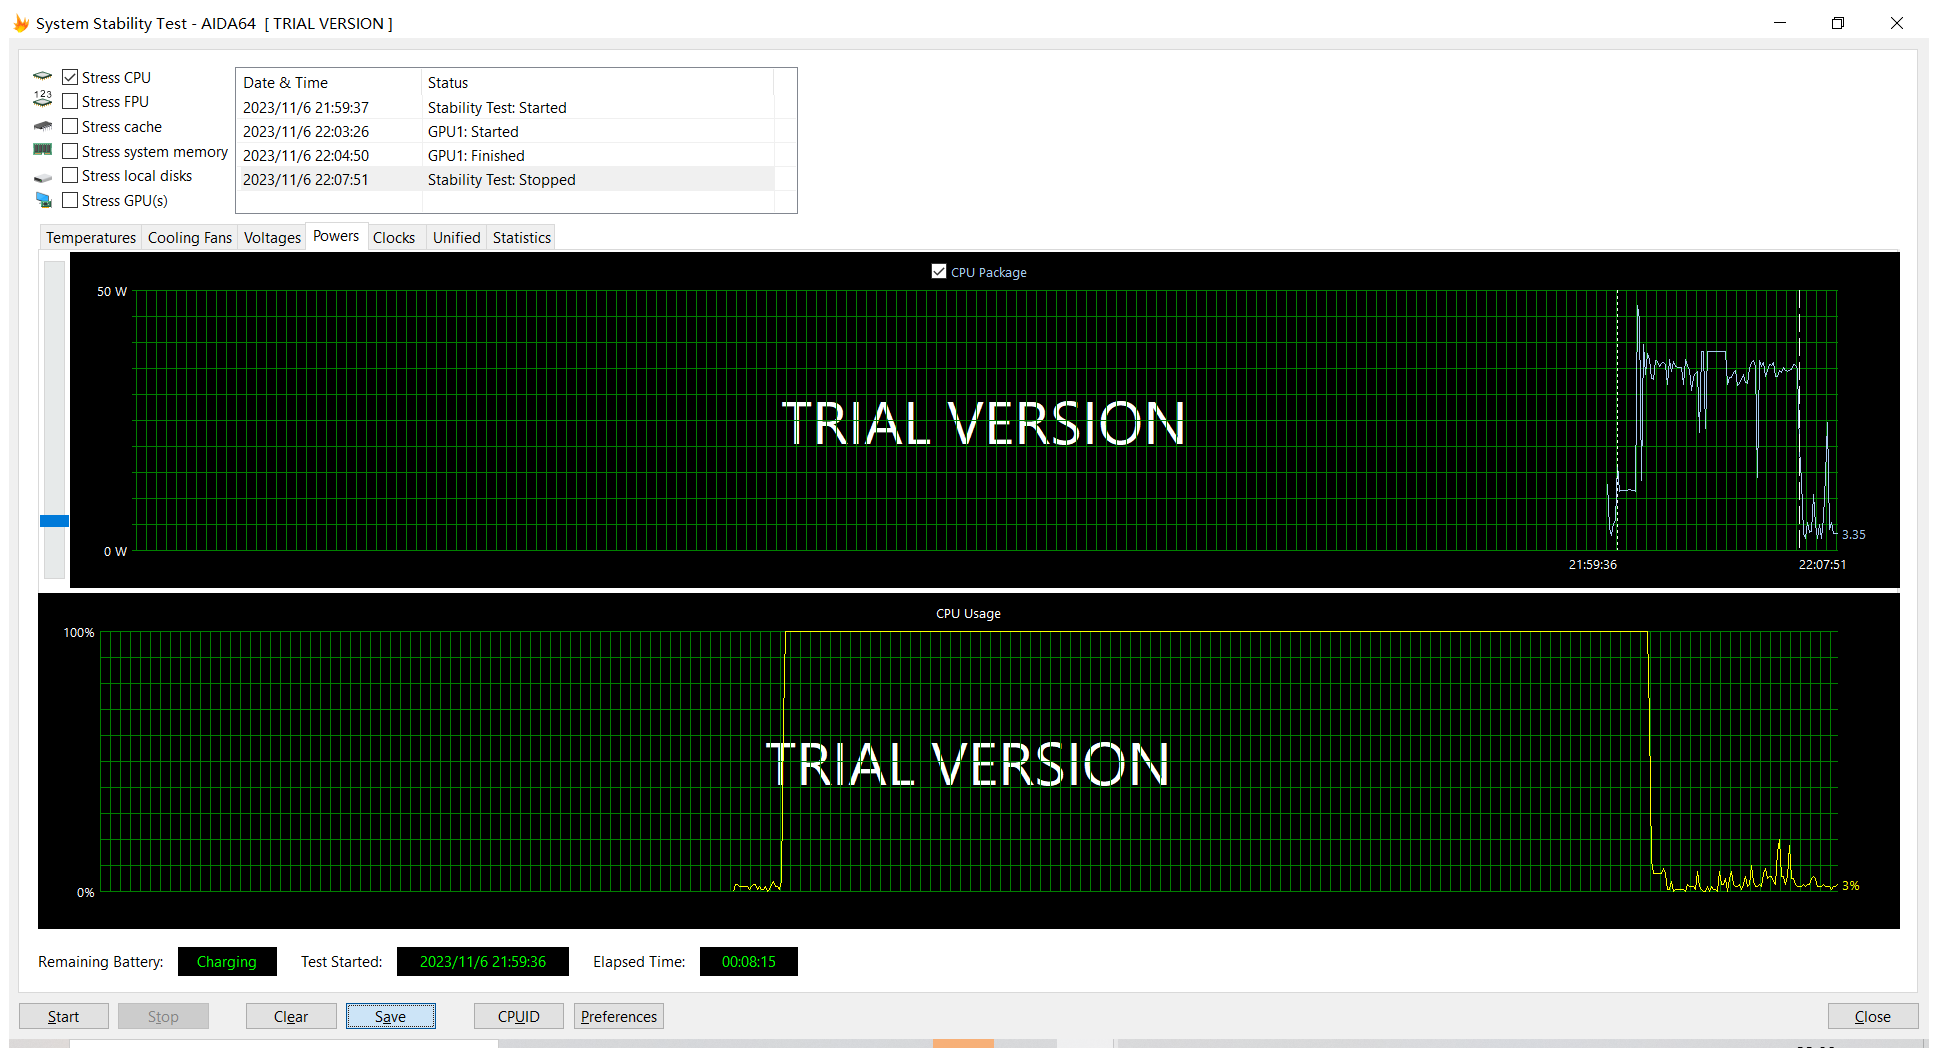 System Stability Test - AIDA64 [ TRIAL VERSION ]
Stress CPU
123
Stress FPU
Stress cache
Stress system memory
Stress local disks
Stress GPU(s)
Date & Time Status
2023/11/6 21:59:37 Stability Test: Started
2023/11/6 22:03:26 GPU1: Started
2023/11/6 22:04:50 GPU1: Finished
2023/11/6 22:07:51 Stability Test: Stopped
Temperatures Cooling Fans Voltages Powers Clocks Unified Statistics
CPU Package
50 W
TRIAL VERSION
0 W
3.35
21:59:36 22:07:51
CPU Usage
100%
TRIAL VERSION
0%
3%
Remaining Battery: Charging Test Started: 2023/11/6 21:59:36 Elapsed Time: 00:08:15
Start Stop Clear Save CPUID Preferences Close